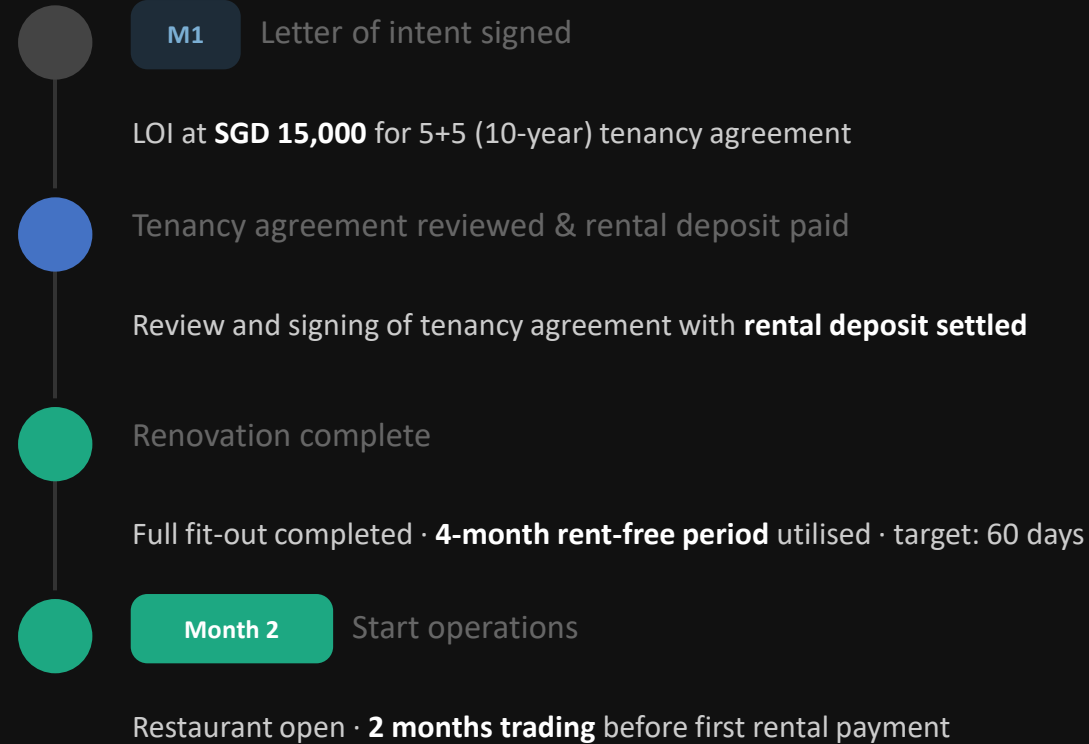 M1 Letter of intent signed
LOI at SGD 15,000 for 5+5 (10-year) tenancy agreement
Tenancy agreement reviewed & rental deposit paid
Review and signing of tenancy agreement with rental deposit settled
Renovation complete
Full fit-out completed · 4-month rent-free period utilised · target: 60 days
Month 2 Start operations
Restaurant open · 2 months trading before first rental payment